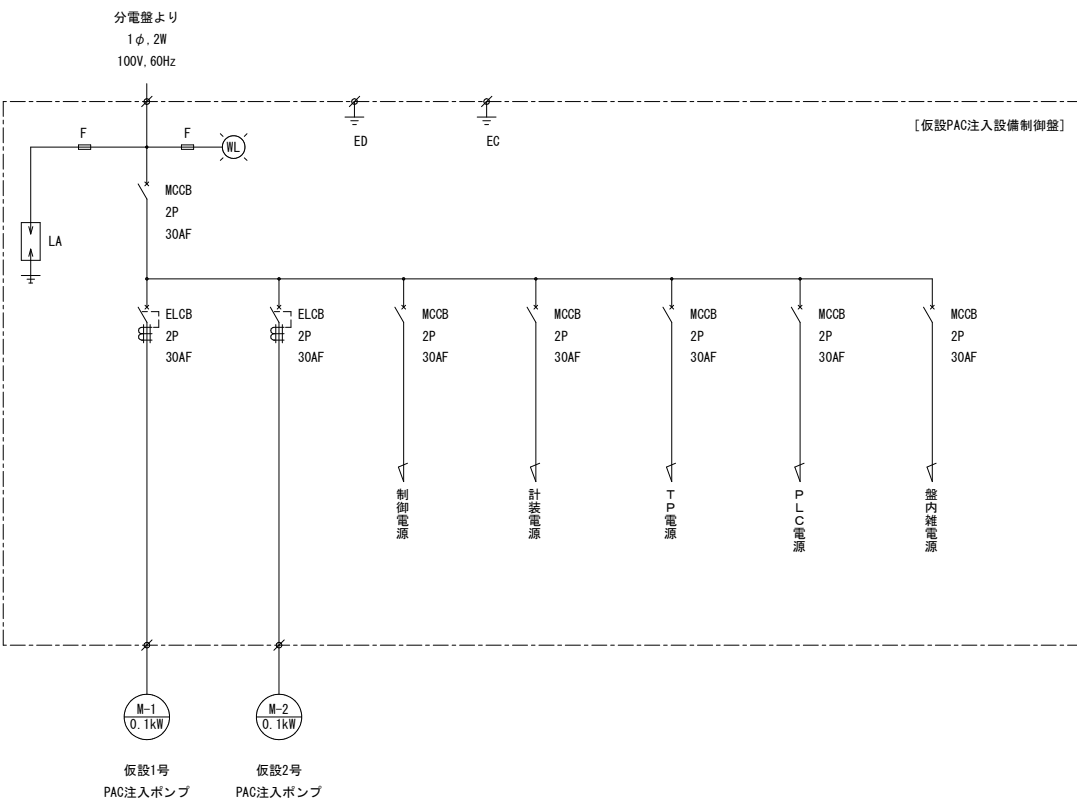 分電盤より
1φ,2W
100V,60Hz
ED
EC
[仮設PAC注入設備制御盤]
F
F
WL
MCCB
2P
30AF
LA
ELCB
2P
30AF
ELCB
2P
30AF
MCCB
2P
30AF
MCCB
2P
30AF
MCCB
2P
30AF
MCCB
2P
30AF
MCCB
2P
30AF
制御電源
計装電源
TP電源
PLC電源
盤内雑電源
M-1
0.1kW
M-2
0.1kW
仮設1号
PAC注入ポンプ
仮設2号
PAC注入ポンプ